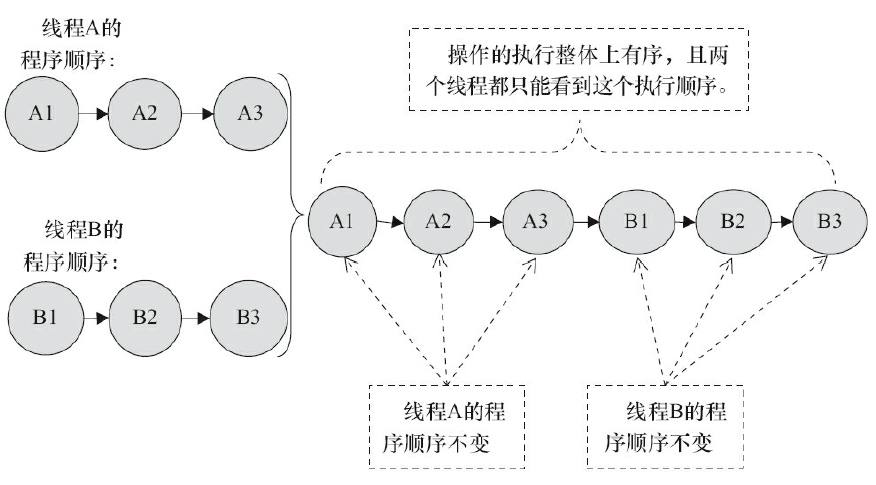 线程A的
程序顺序:
A1 A2 A3
操作的执行整体上有序，且两
个线程都只能看到这个执行顺序。
线程B的
程序顺序:
B1 B2 B3
A1 A2 A3 B1 B2 B3
线程A的程
序顺序不变
线程B的程
序顺序不变